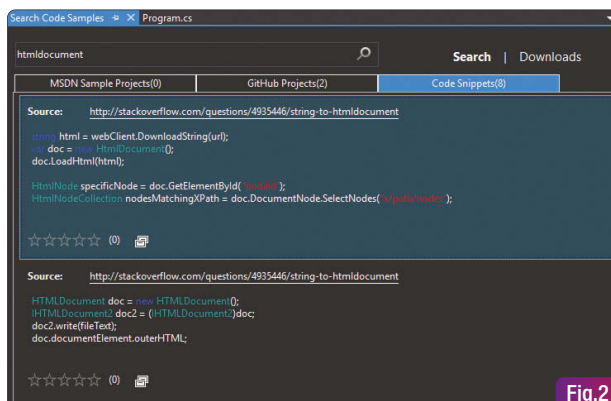 Search Code Samples Program.cs
htmldocument
Search | Downloads
MSDN Sample Projects(0) GitHub Projects(2) Code Snippets(8)
Source: http://stackoverflow.com/questions/4935446/string-to-htmldocument
string html = webClient.DownloadString(url);
var doc = new HtmlDocument();
doc.LoadHtml(html);
HtmlNode specificNode = doc.GetElementById("nodeId");
HtmlNodeCollection nodesMatchingXPath = doc.DocumentNode.SelectNodes("x/path/nodes");
(0)
Source: http://stackoverflow.com/questions/4935446/string-to-htmldocument
HTMLDocument doc = new HTMLDocument();
IHTMLDocument2 doc2 = (IHTMLDocument2)doc;
doc2.write(fileText);
doc.documentElement.outerHTML;
(0)
Fig.2